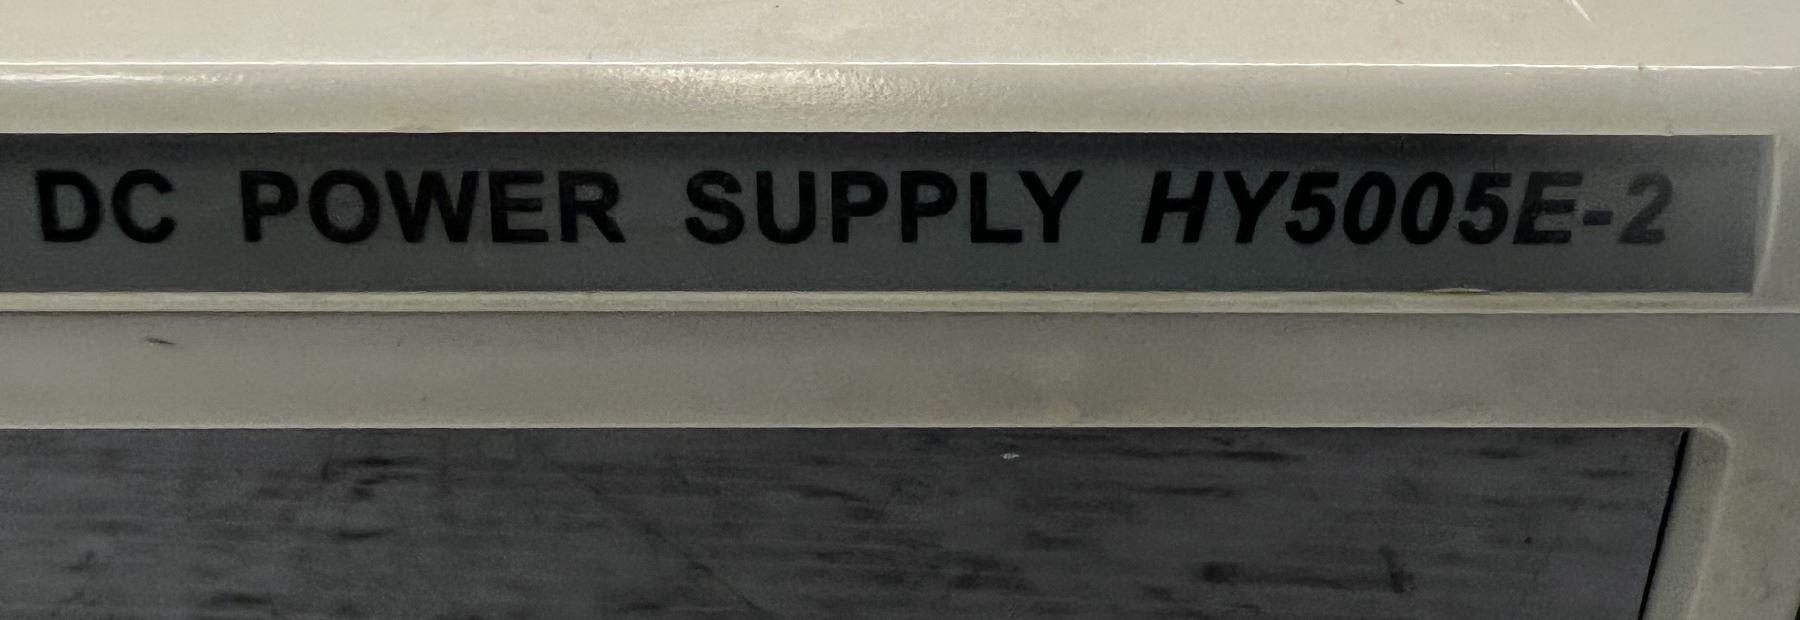 DC POWER SUPPLY HY5005E-2